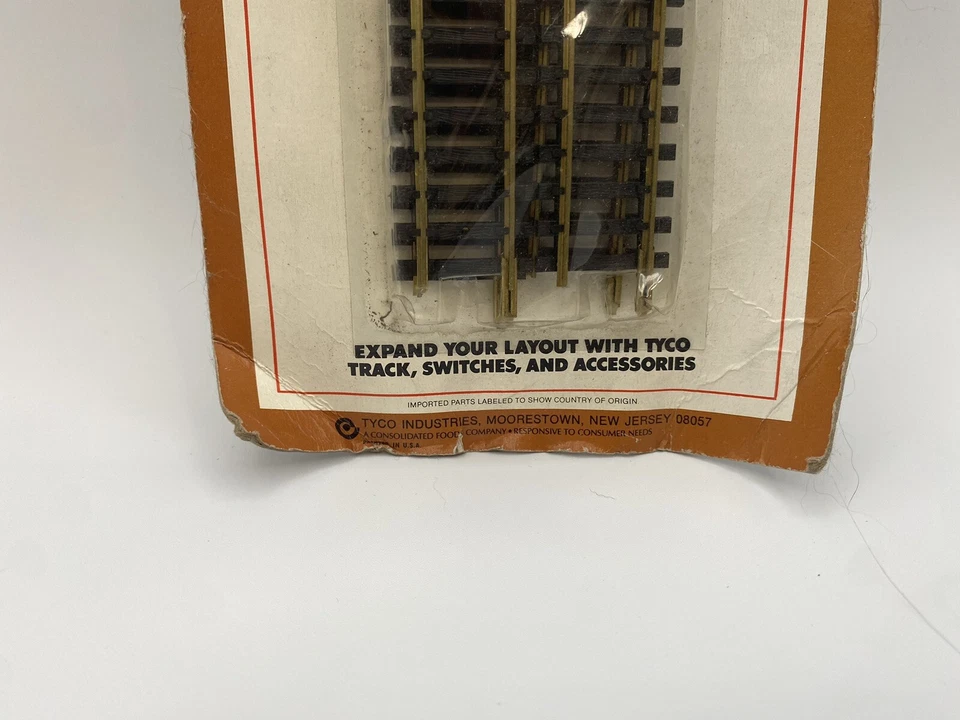 EXPAND YOUR LAYOUT WITH TYCO
TRACK, SWITCHES, AND ACCESSORIES
IMPORTED PARTS LABELED TO SHOW COUNTRY OF ORIGIN
TYCO INDUSTRIES, MOORESTOWN, NEW JERSEY 08057
A CONSOLIDATED FOODS COMPANY • RESPONSIVE TO CONSUMER NEEDS
IN U.S.A.